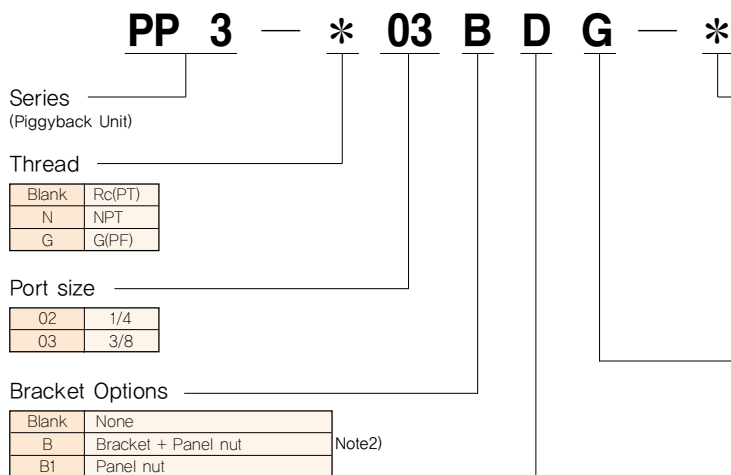 PP 3 — * 03 B D G — *
Series
(Piggyback Unit)
Thread
Blank Rc(PT)
N NPT
G G(PF)
Port size
02 1/4
03 3/8
Bracket Options
Blank None
B Bracket + Panel nut Note2)
B1 Panel nut